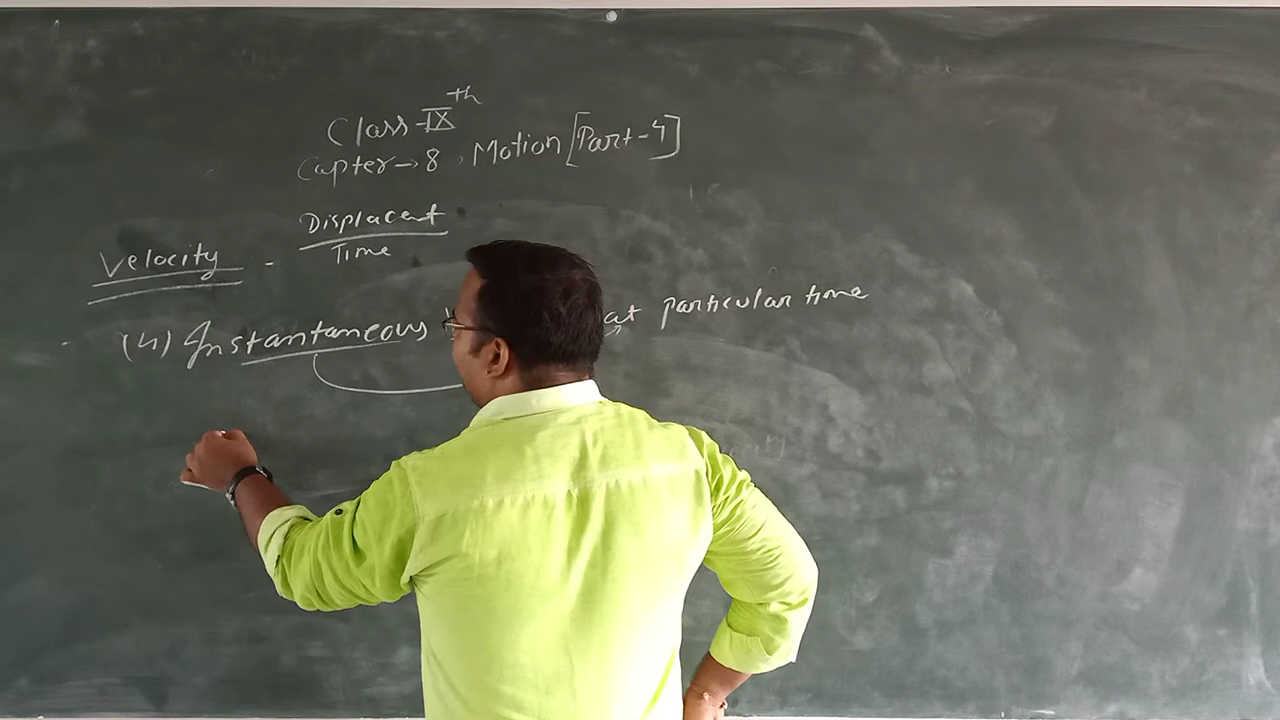 Class-IXth
Capter→8, Motion [Part-4]
Velocity - Displacent
Time
(4) Instantaneous at particular time